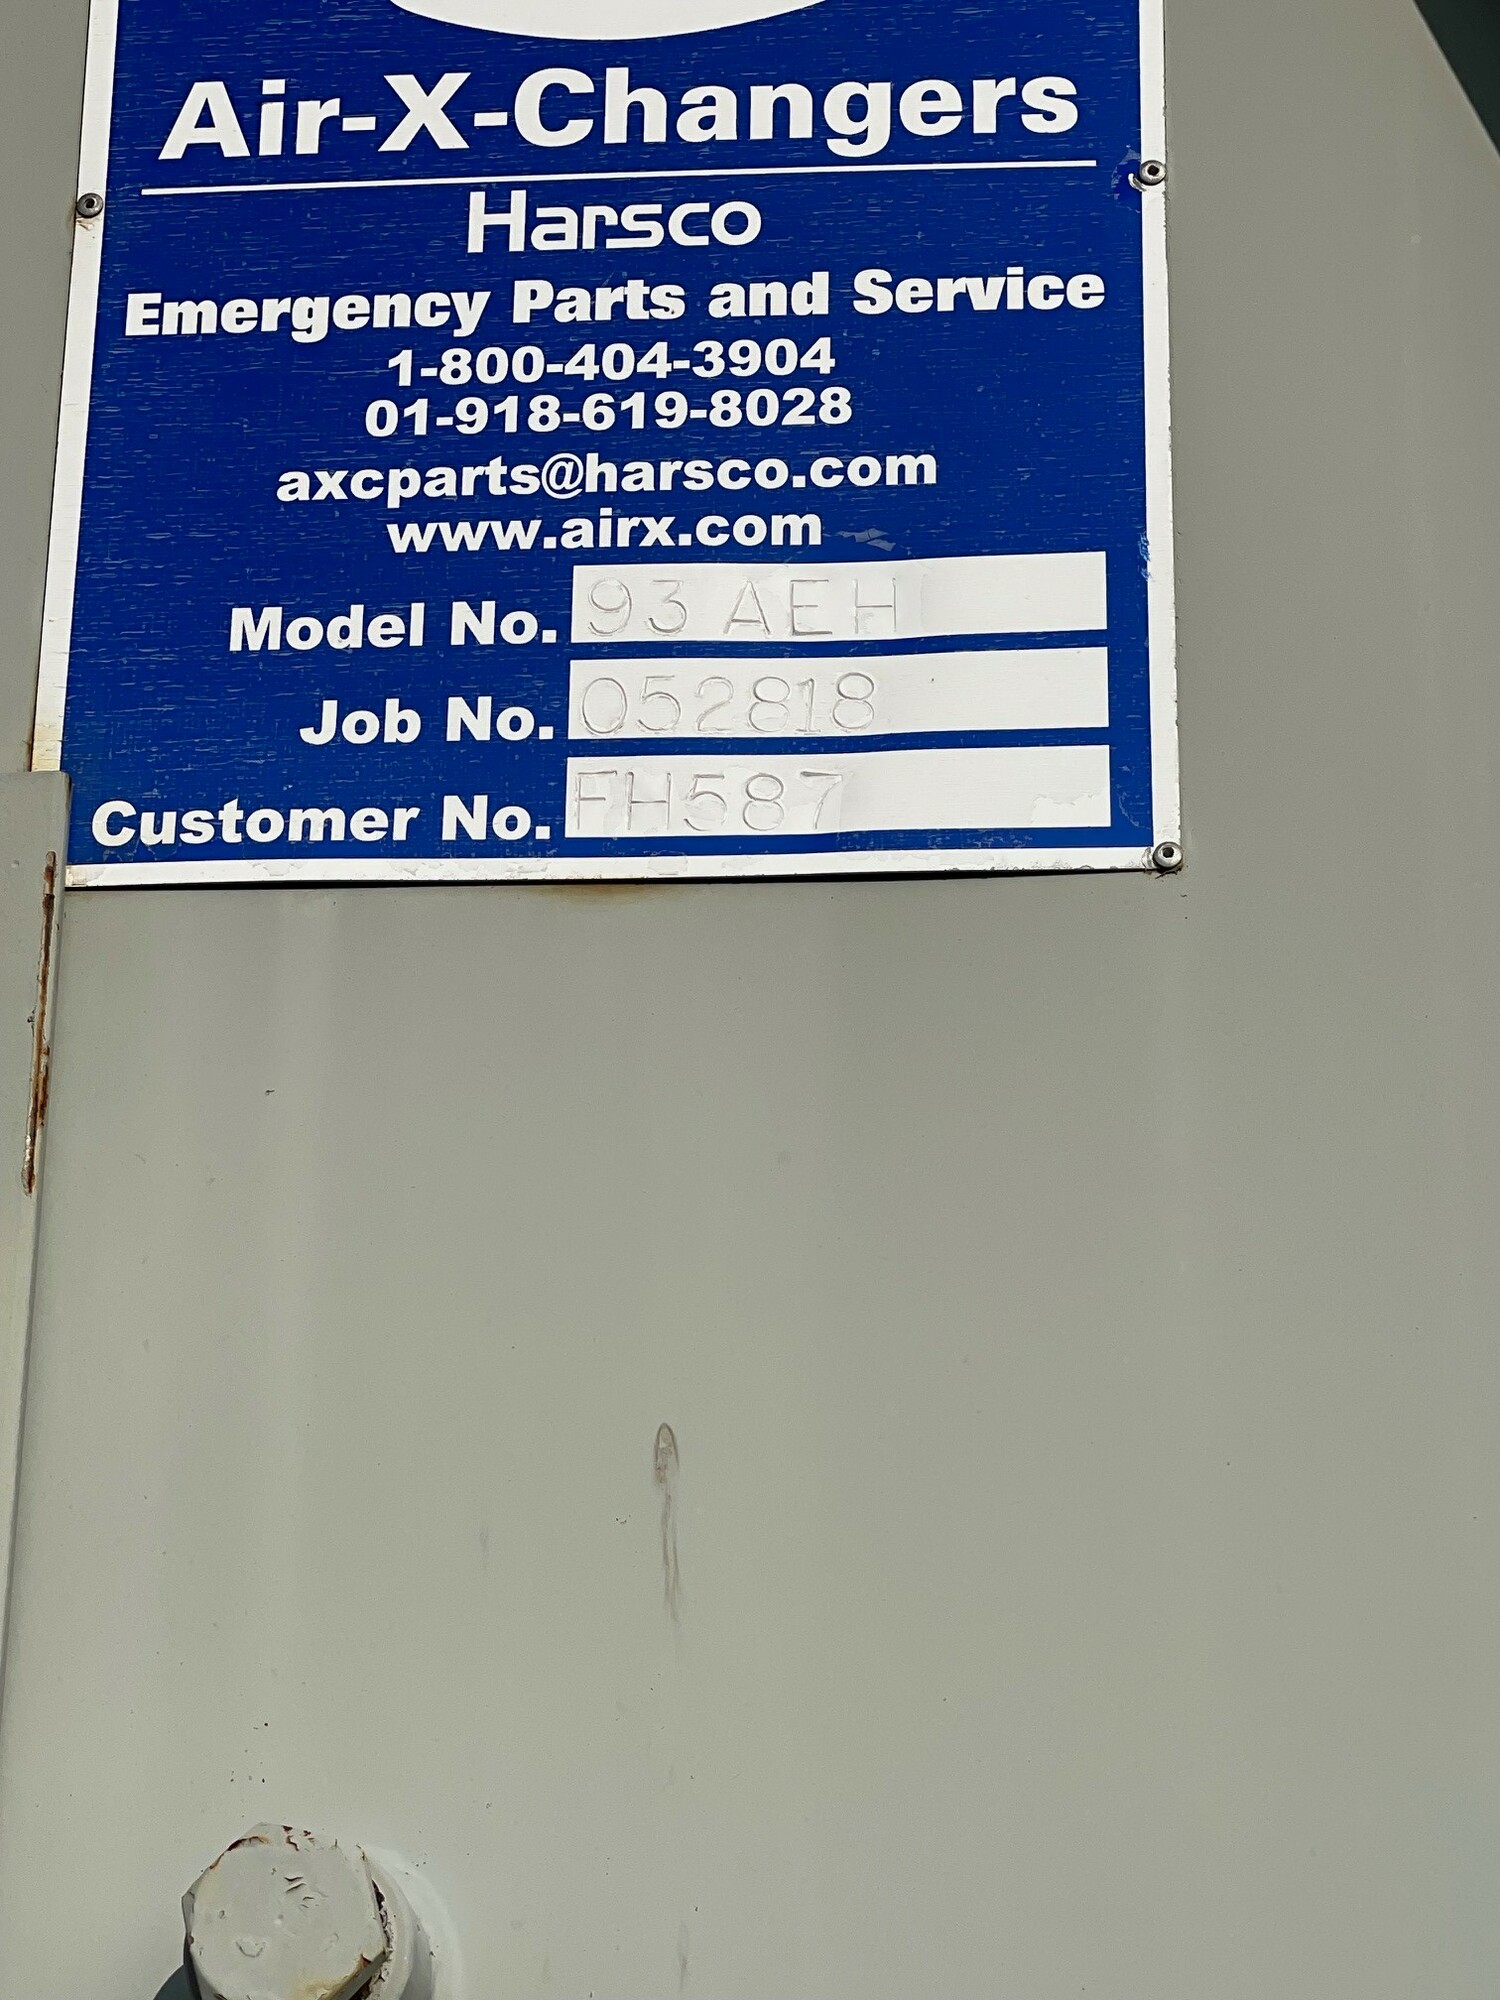 Air-X-Changers
Harsco
Emergency Parts and Service
1-800-404-3904
01-918-619-8028
axcparts@harsco.com
www.airx.com
Model No. 93 AEH
Job No. 052818
Customer No. FH587